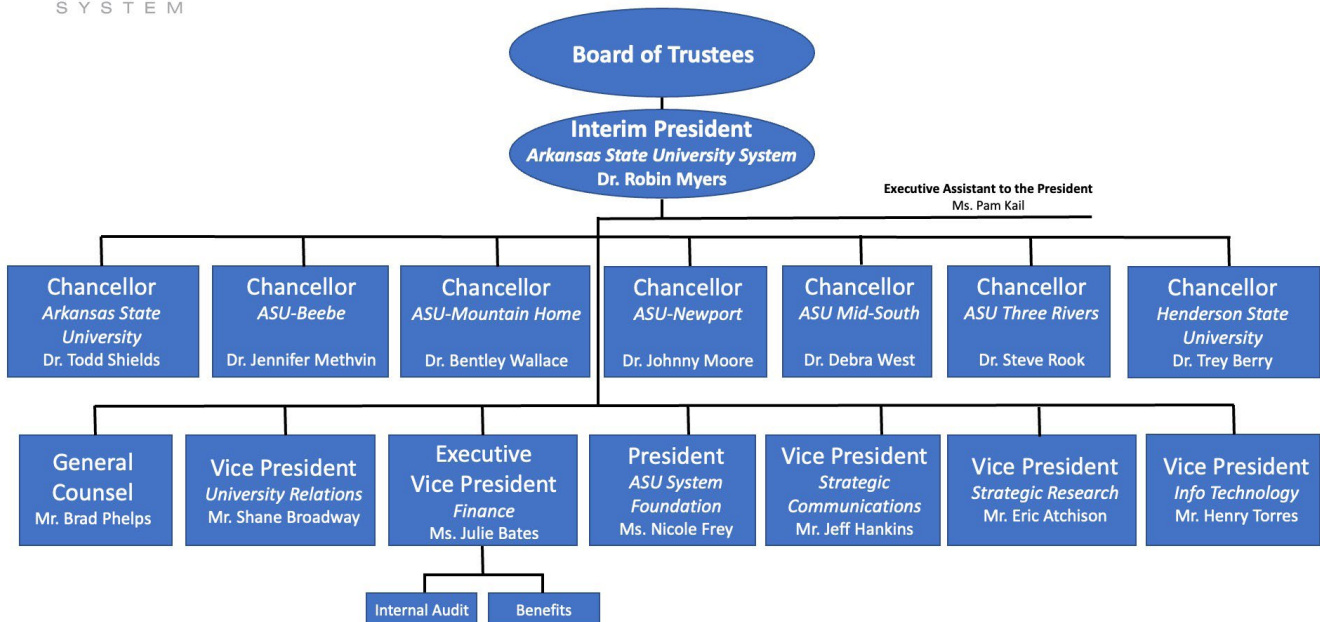 SYSTEM
Board of Trustees
Interim President
Arkansas State University System
Dr. Robin Myers
Executive Assistant to the President
Ms. Pam Kail
Chancellor
Arkansas State
University
Dr. Todd Shields
Chancellor
ASU-Beebe
Dr. Jennifer Methvin
Chancellor
ASU-Mountain Home
Dr. Bentley Wallace
Chancellor
ASU-Newport
Dr. Johnny Moore
Chancellor
ASU Mid-South
Dr. Debra West
Chancellor
ASU Three Rivers
Dr. Steve Rook
Chancellor
Henderson State
University
Dr. Trey Berry
General
Counsel
Mr. Brad Phelps
Vice President
University Relations
Mr. Shane Broadway
Executive
Vice President
Finance
Ms. Julie Bates
President
ASU System
Foundation
Ms. Nicole Frey
Vice President
Strategic
Communications
Mr. Jeff Hankins
Vice President
Strategic Research
Mr. Eric Atchison
Vice President
Info Technology
Mr. Henry Torres
Internal Audit
Benefits